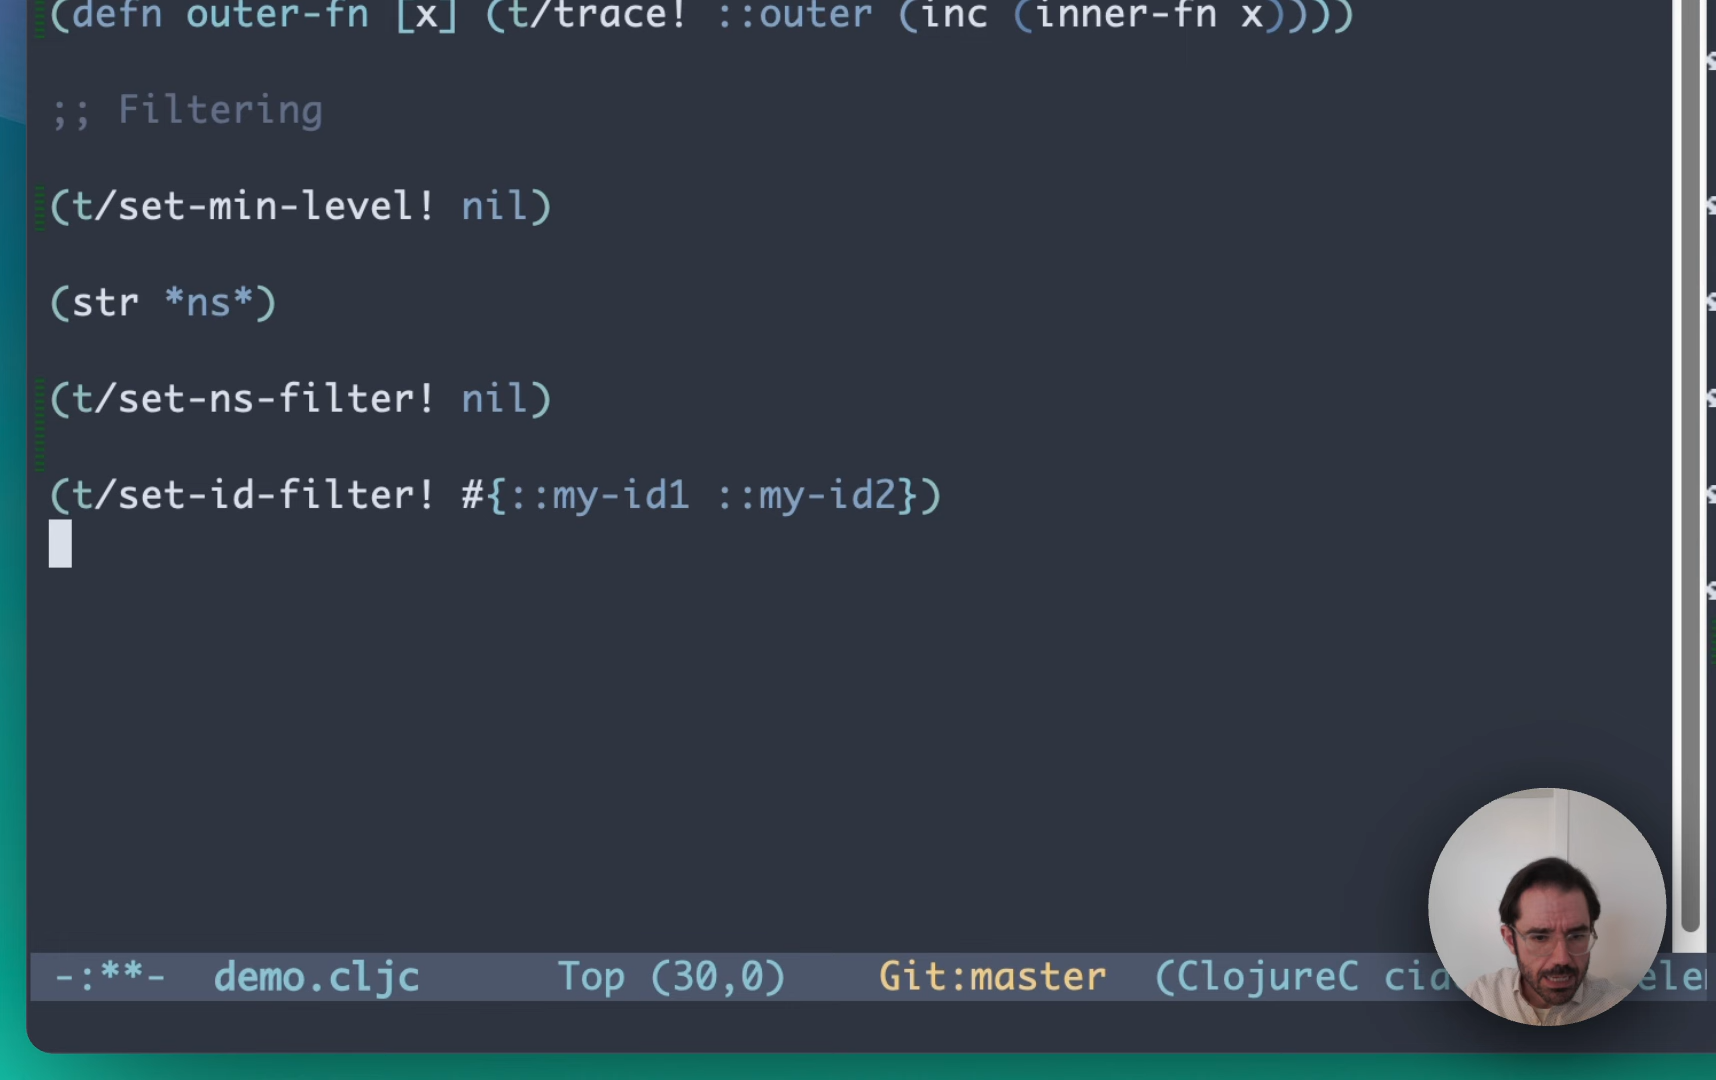 (defn outer-fn [x] (t/trace! ::outer (inc (inner-fn x))))
;; Filtering
(t/set-min-level! nil)
(str *ns*)
(t/set-ns-filter! nil)
(t/set-id-filter! #{::my-id1 ::my-id2})
-:**- demo.cljc Top (30,0) Git:master (ClojureC